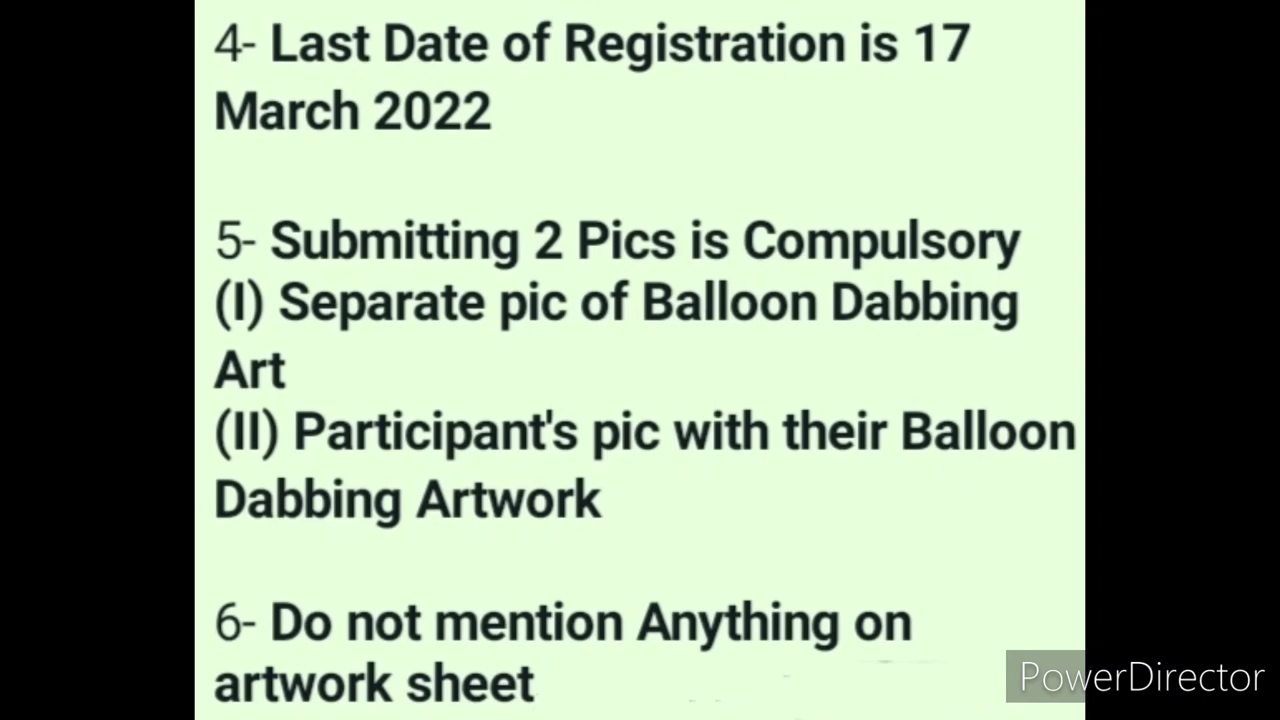 4- Last Date of Registration is 17
March 2022
5- Submitting 2 Pics is Compulsory
(I) Separate pic of Balloon Dabbing
Art
(II) Participant's pic with their Balloon
Dabbing Artwork
6- Do not mention Anything on
artwork sheet
PowerDirector